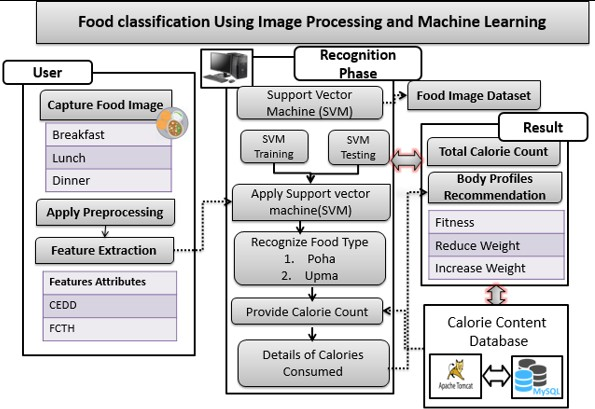 Food classification Using Image Processing and Machine Learning
User
Capture Food Image
Breakfast
Lunch
Dinner
Apply Preprocessing
Feature Extraction
Features Attributes
CEDD
FCTH
Recognition
Phase
Support Vector
Machine (SVM)
SVM
Training
SVM
Testing
Apply Support vector
machine(SVM)
Recognize Food Type
1. Poha
2. Upma
Provide Calorie Count
Details of Calories
Consumed
Food Image Dataset
Result
Total Calorie Count
Body Profiles
Recommendation
Fitness
Reduce Weight
Increase Weight
Calorie Content
Database
Apache Tomcat
MySQL